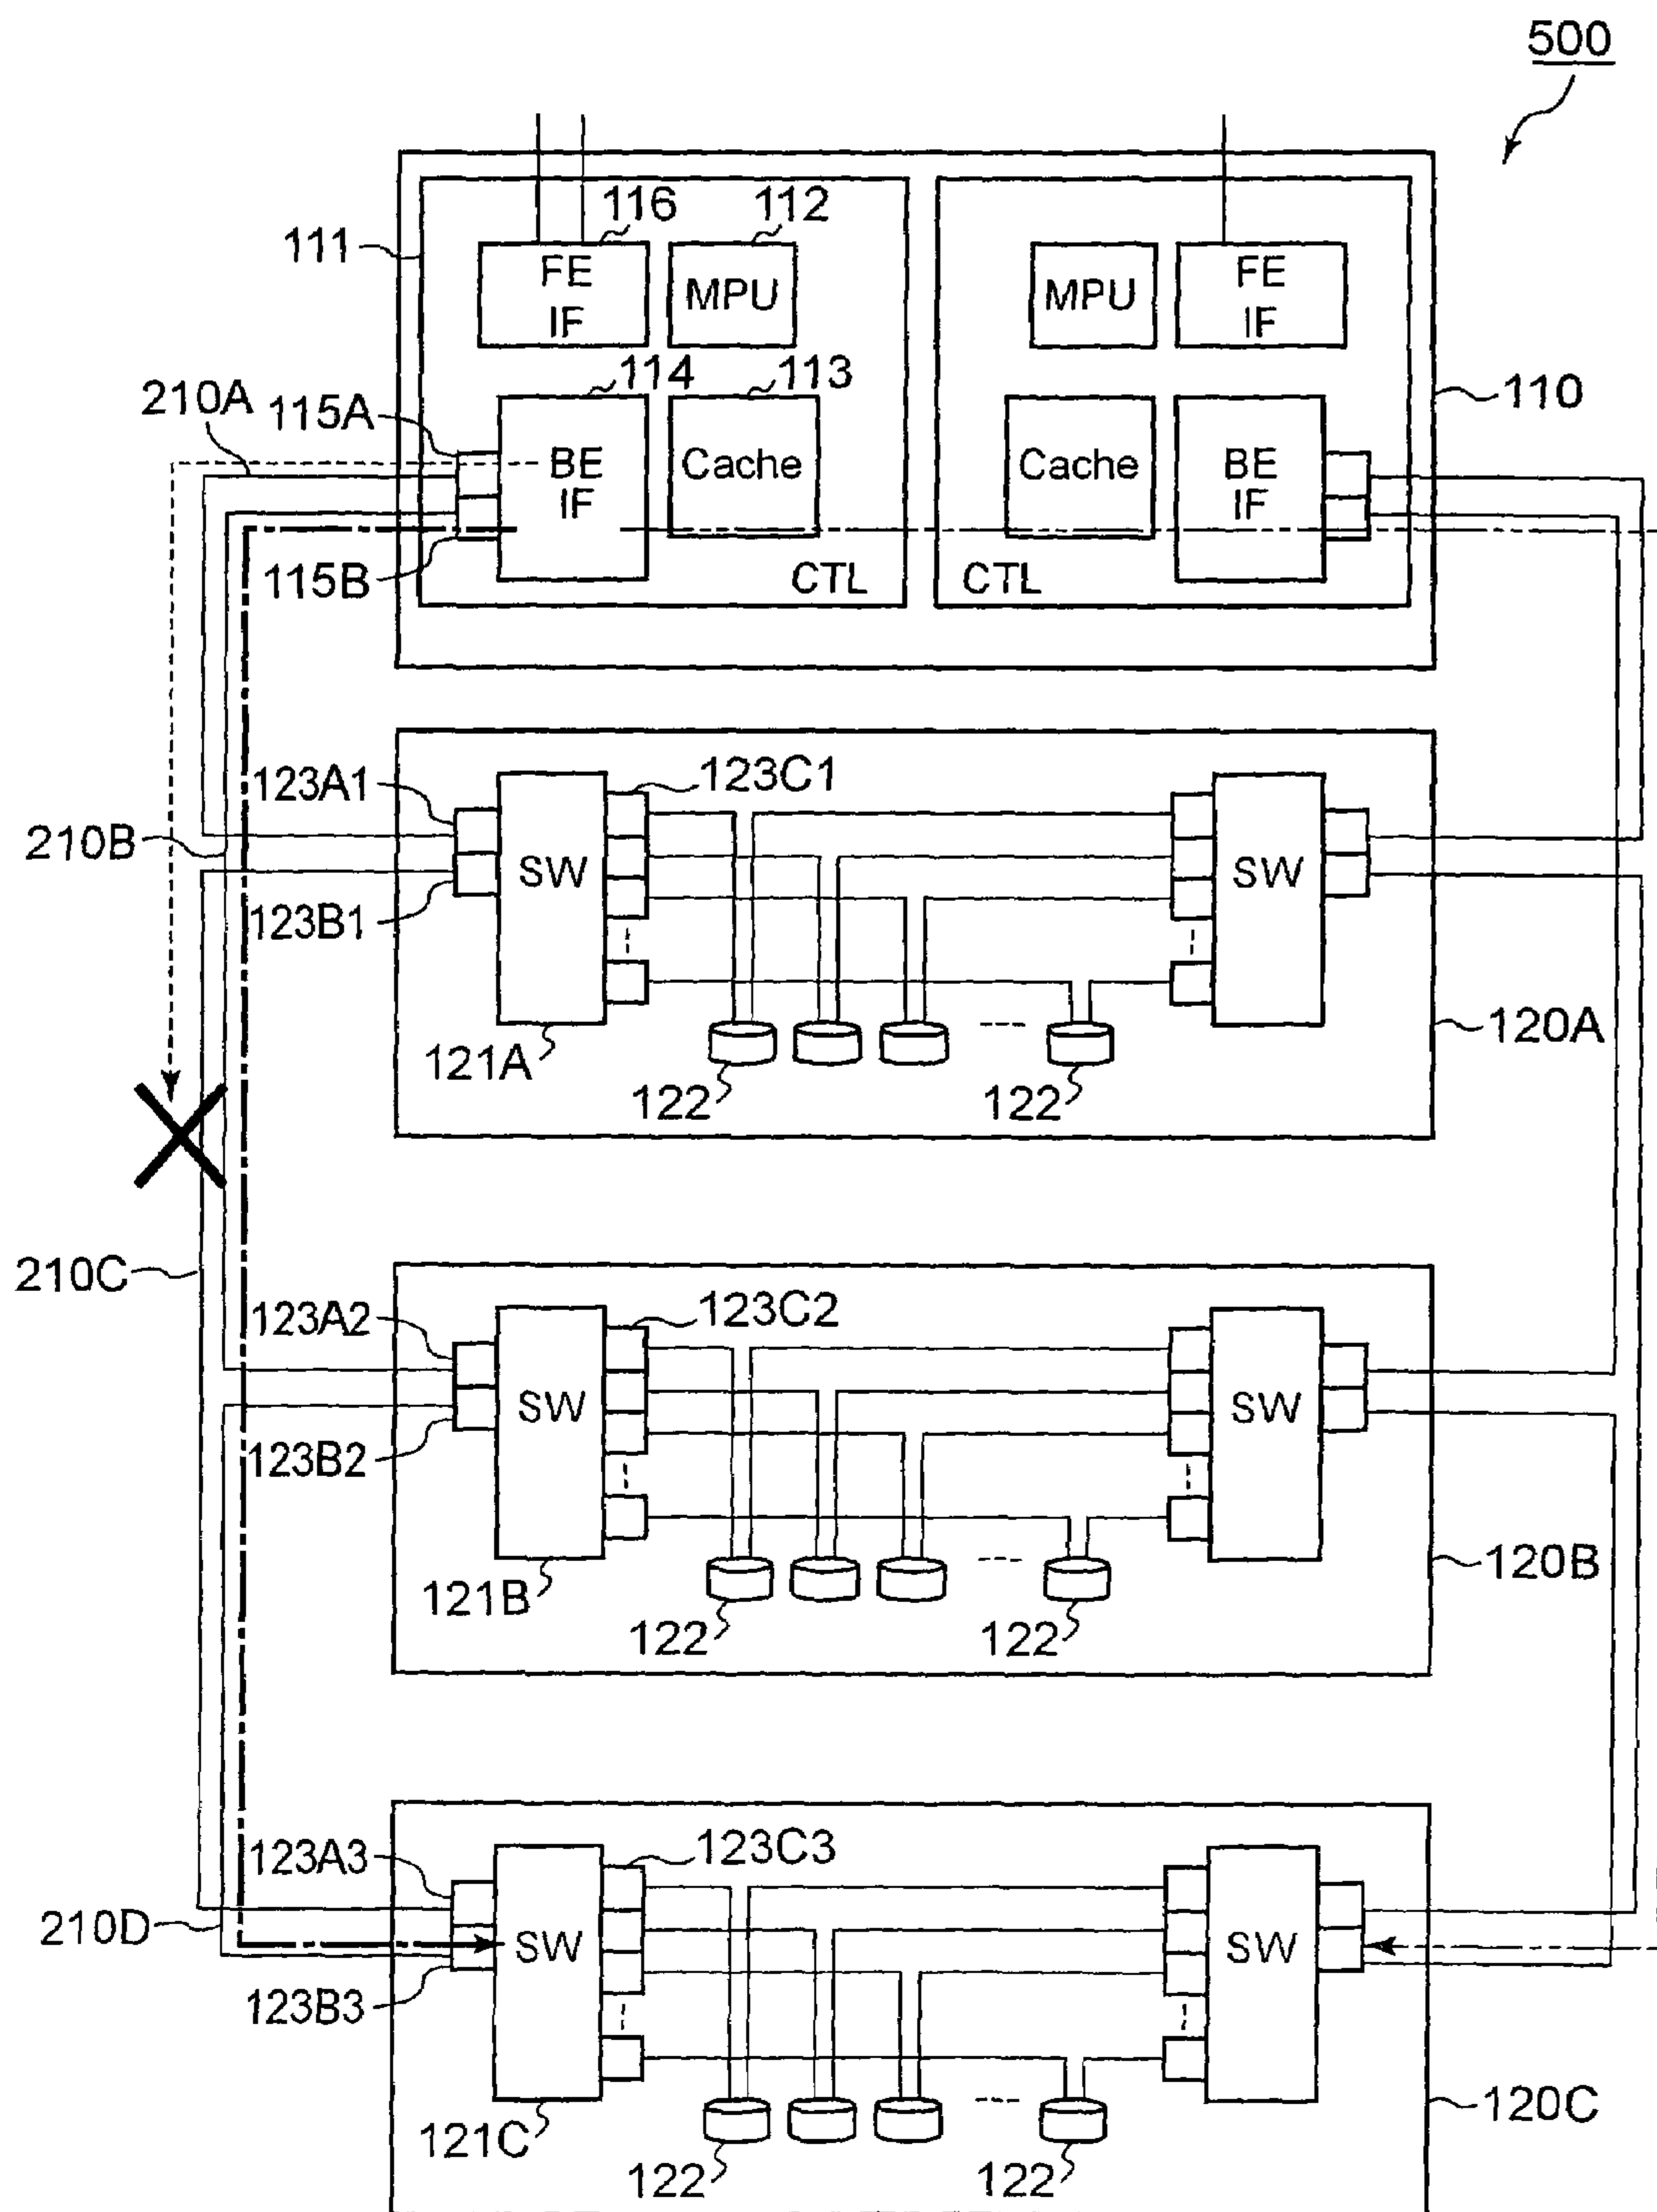 500
116
112
111
FE
IF
MPU
MPU
FE
IF
114
113
210A
115A
110
BE
IF
Cache
Cache
BE
IF
115B
CTL
CTL
123A1
123C1
210B
SW
SW
123B1
120A
121A
122
122
210C
123A2
123C2
SW
SW
123B2
120B
121B
122
122
123A3
123C3
210D
SW
SW
123B3
120C
121C
122
122